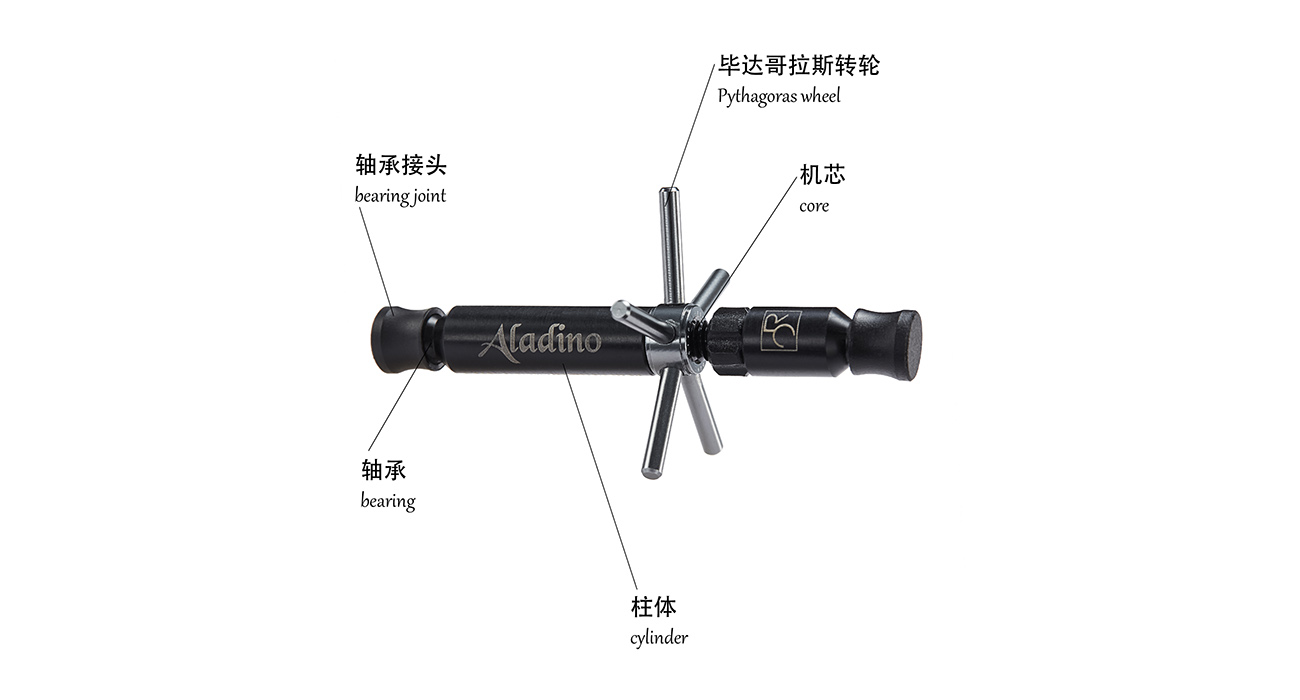 毕达哥拉斯转轮
Pythagoras wheel
轴承接头
bearing joint
机芯
core
Aladino
轴承
bearing
柱体
cylinder